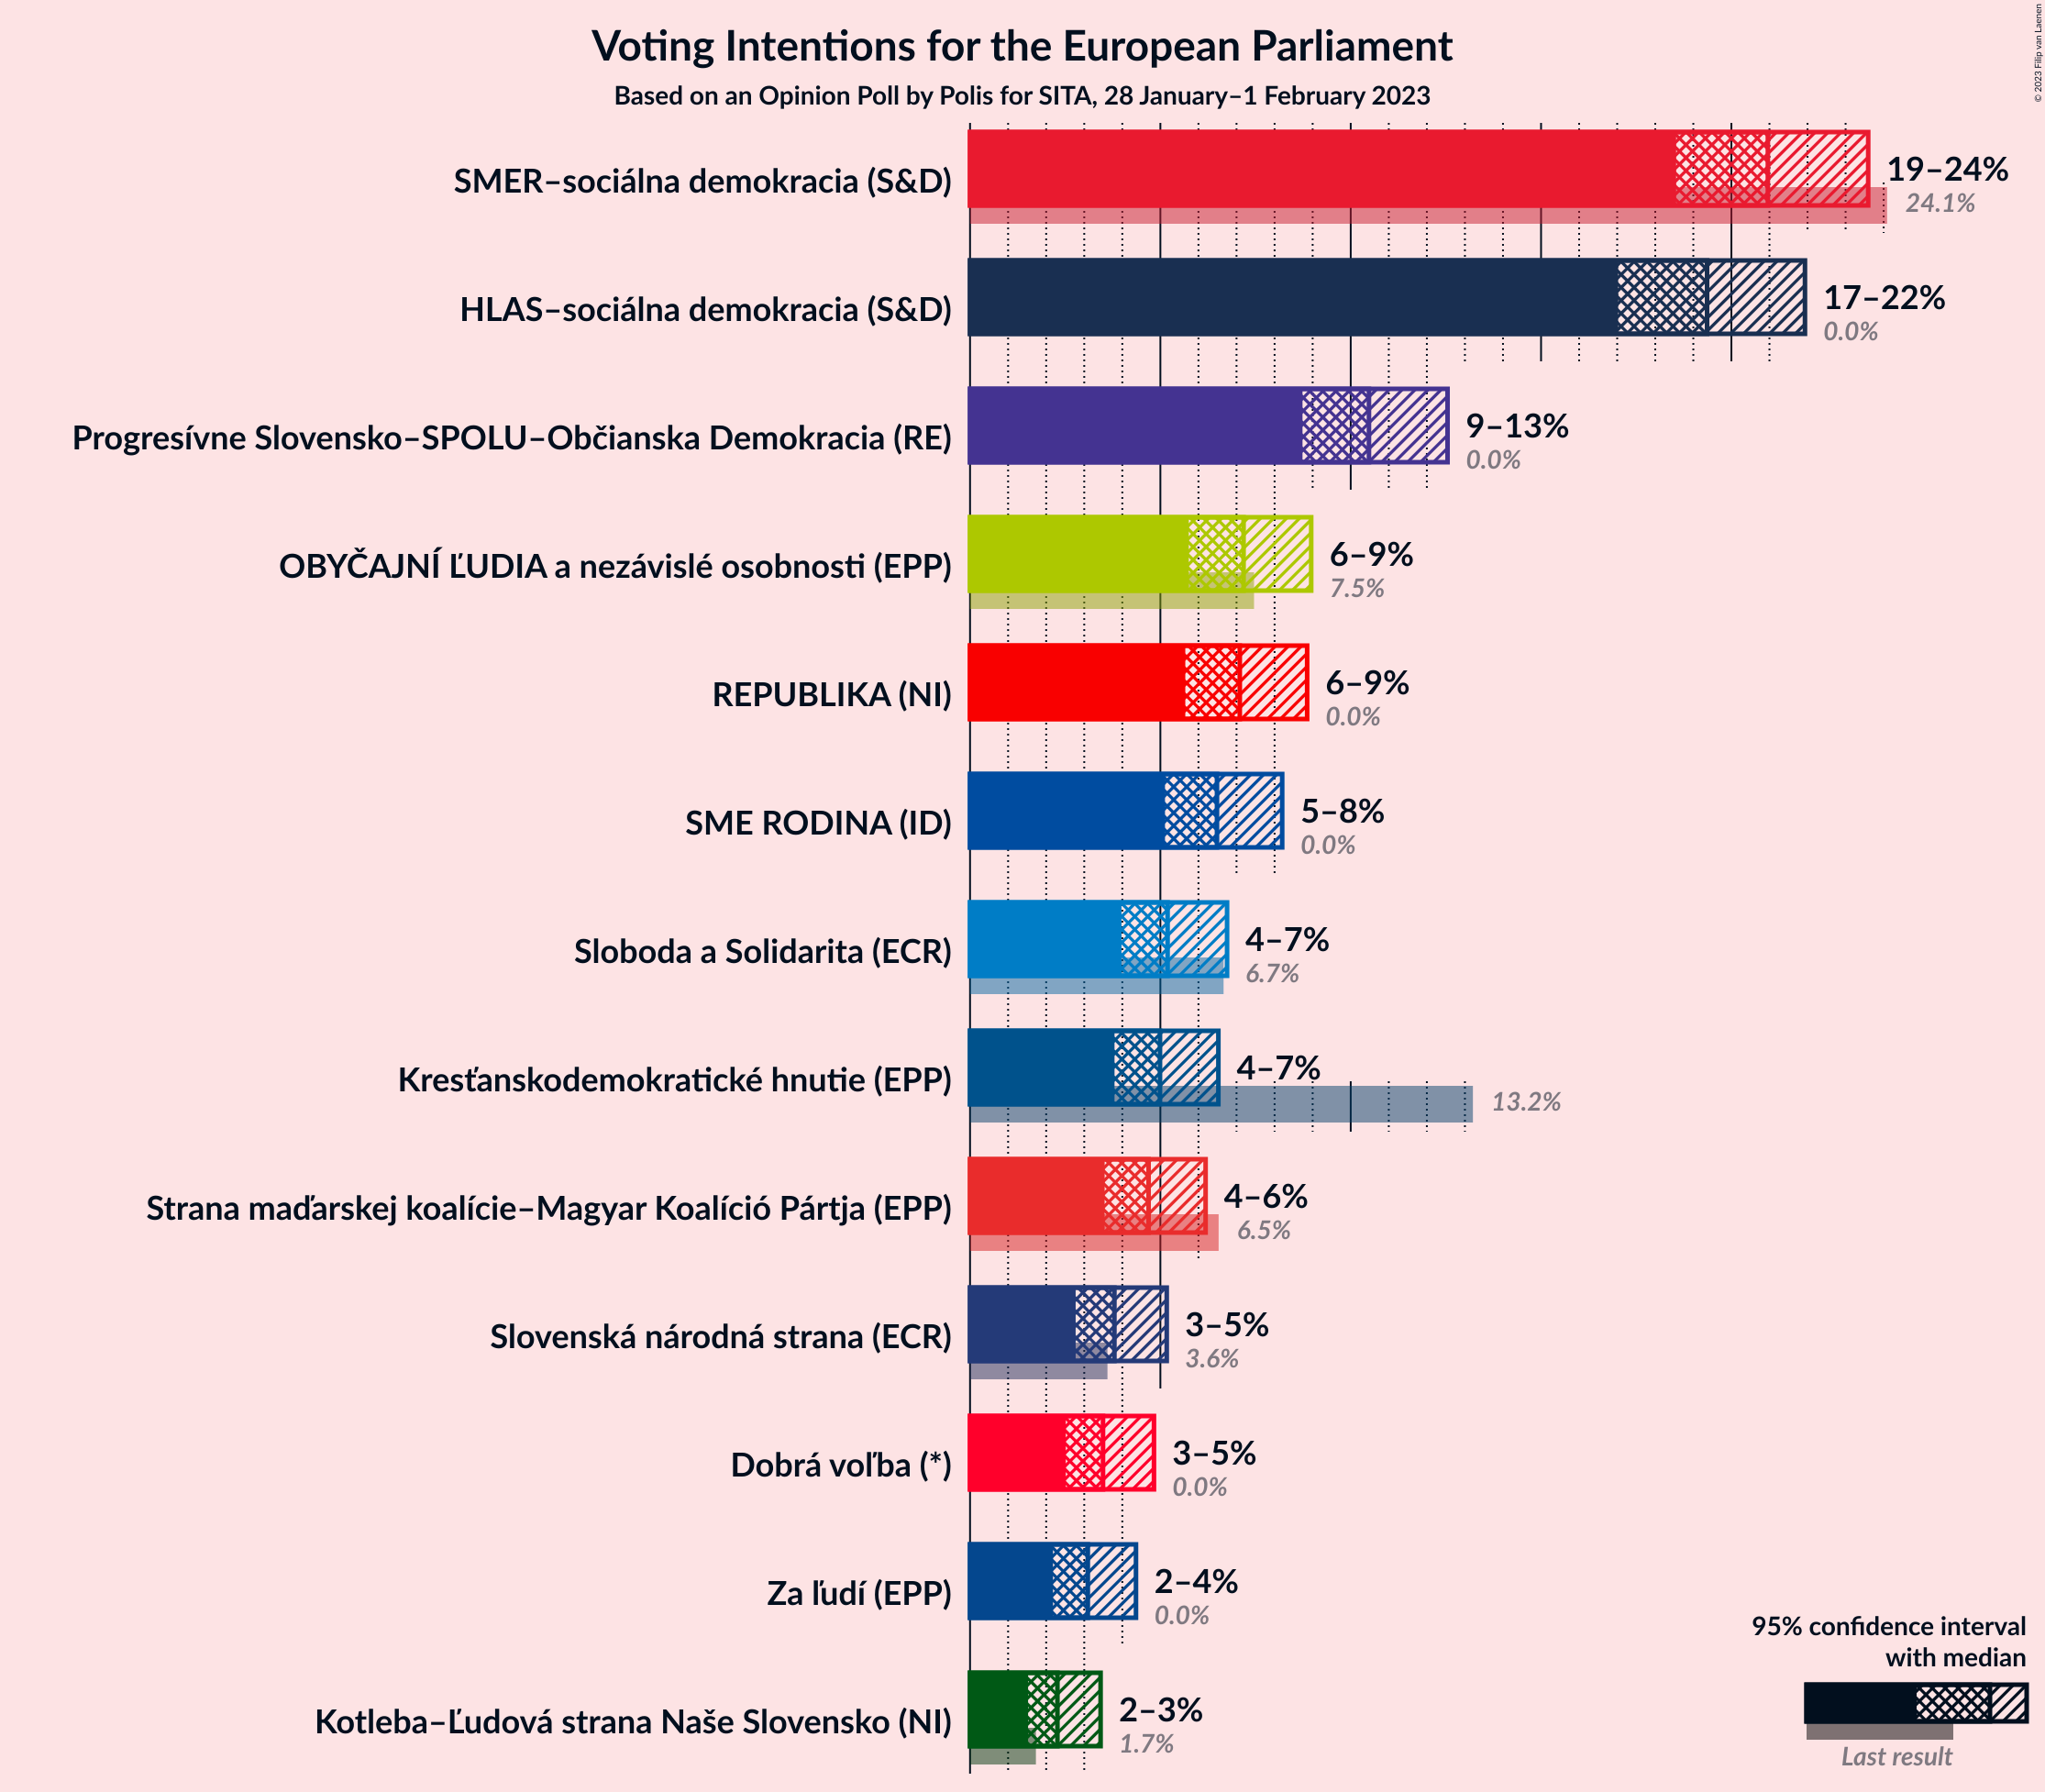 Voting Intentions for the European Parliament
Based on an Opinion Poll by Polis for SITA, 28 January–1 February 2023
© 2023 Filip van Laenen
SMER–sociálna demokracia (S&D)
19–24%
24.1%
HLAS–sociálna demokracia (S&D)
17–22%
0.0%
Progresívne Slovensko–SPOLU–Občianska Demokracia (RE)
9–13%
0.0%
OBYČAJNÍ ĽUDIA a nezávislé osobnosti (EPP)
6–9%
7.5%
REPUBLIKA (NI)
6–9%
0.0%
SME RODINA (ID)
5–8%
0.0%
Sloboda a Solidarita (ECR)
4–7%
6.7%
Kresťanskodemokratické hnutie (EPP)
4–7%
13.2%
Strana maďarskej koalície–Magyar Koalíció Pártja (EPP)
4–6%
6.5%
Slovenská národná strana (ECR)
3–5%
3.6%
Dobrá voľba (*)
3–5%
0.0%
Za ľudí (EPP)
2–4%
0.0%
Kotleba–Ľudová strana Naše Slovensko (NI)
2–3%
1.7%
95% confidence interval
with median
Last result